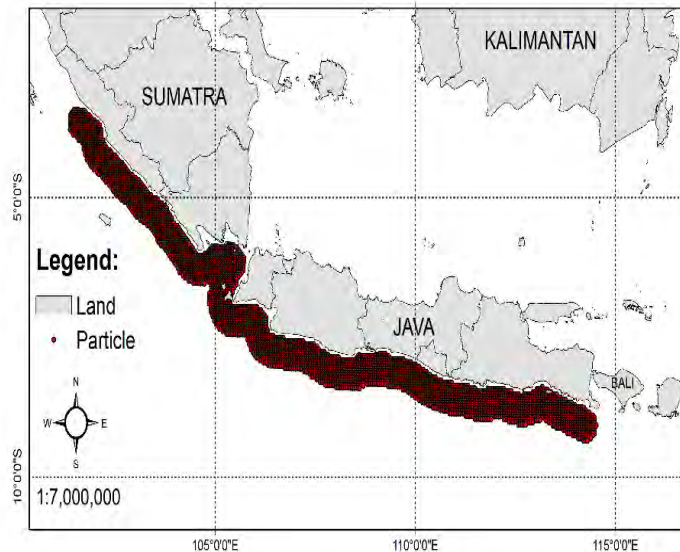 KALIMANTAN
SUMATRA
5°0'0"S
Legend:
Land
Particle
JAVA
BALI
N
W E
S
10°0'0"S
1:7,000,000
105°0'0"E 110°0'0"E 115°0'0"E